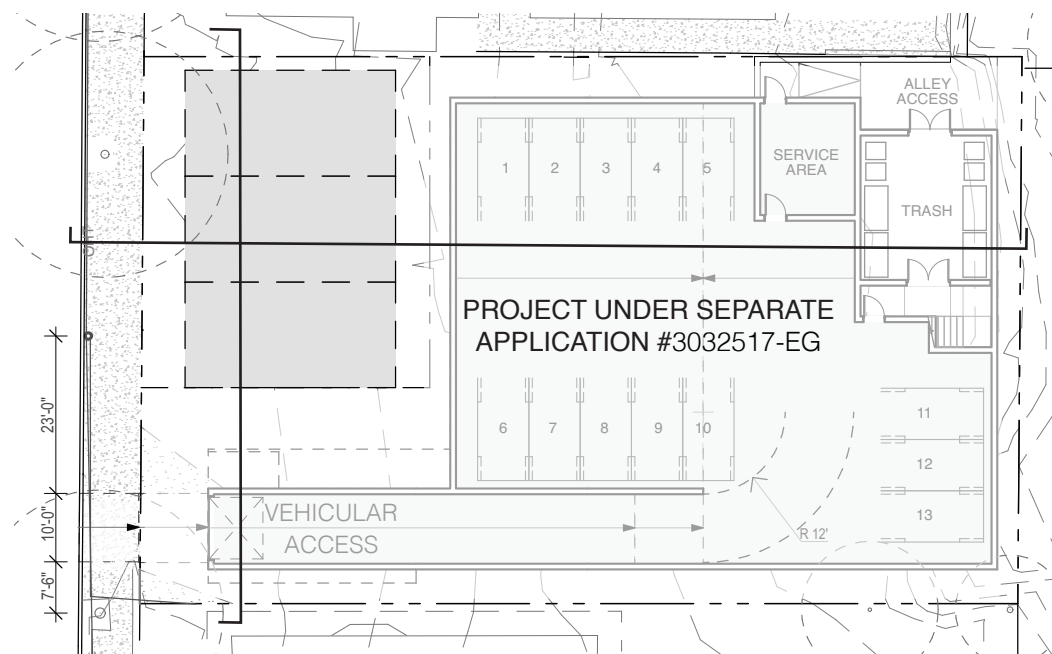 ALLEY
ACCESS
SERVICE
AREA
TRASH
1
2
3
4
5
PROJECT UNDER SEPARATE
APPLICATION #3032517-EG
6
7
8
9
10
11
12
13
23'-0"
10'-0"
7'-6"
VEHICULAR
ACCESS
R 12'